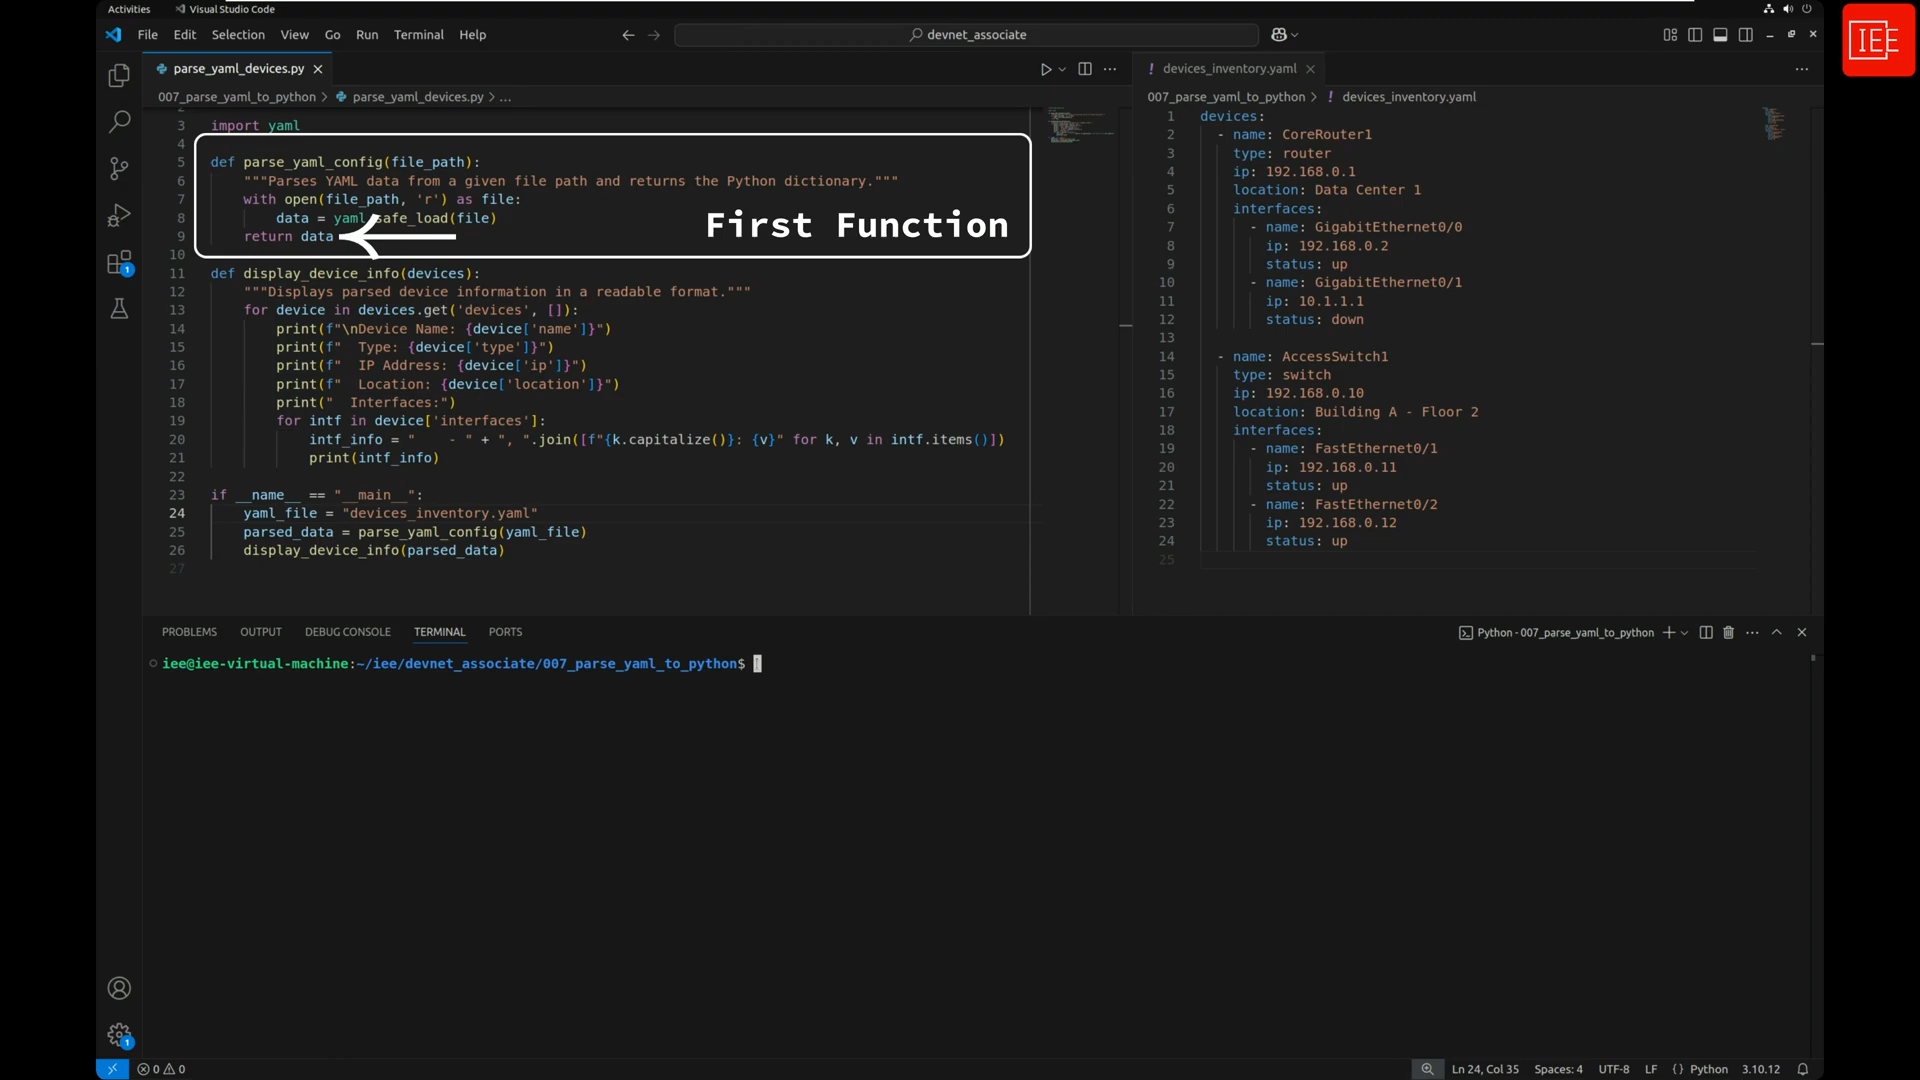 Activities
Visual Studio Code
File Edit Selection View Go Run Terminal Help
devnet_associate
IEE
parse_yaml_devices.py
007_parse_yaml_to_python > parse_yaml_devices.py > ...
3 import yaml
4
5 def parse_yaml_config(file_path):
6 """Parses YAML data from a given file path and returns the Python dictionary."""
7 with open(file_path, 'r') as file:
8 data = yaml.safe_load(file)
9 return data
First Function
10
11 def display_device_info(devices):
12 """Displays parsed device information in a readable format."""
13 for device in devices.get('devices', []):
14 print(f"\nDevice Name: {device['name']}")
15 print(f"  Type: {device['type']}")
16 print(f"  IP Address: {device['ip']}")
17 print(f"  Location: {device['location']}")
18 print("  Interfaces:")
19 for intf in device['interfaces']:
20 intf_info = "    - " + ", ".join([f"{k.capitalize()}: {v}" for k, v in intf.items()])
21 print(intf_info)
22
23 if __name__ == "__main__":
24 yaml_file = "devices_inventory.yaml"
25 parsed_data = parse_yaml_config(yaml_file)
26 display_device_info(parsed_data)
27
devices_inventory.yaml
007_parse_yaml_to_python > ! devices_inventory.yaml
1 devices:
2 - name: CoreRouter1
3 type: router
4 ip: 192.168.0.1
5 location: Data Center 1
6 interfaces:
7 - name: GigabitEthernet0/0
8 ip: 192.168.0.2
9 status: up
10 - name: GigabitEthernet0/1
11 ip: 10.1.1.1
12 status: down
13
14 - name: AccessSwitch1
15 type: switch
16 ip: 192.168.0.10
17 location: Building A - Floor 2
18 interfaces:
19 - name: FastEthernet0/1
20 ip: 192.168.0.11
21 status: up
22 - name: FastEthernet0/2
23 ip: 192.168.0.12
24 status: up
25
PROBLEMS OUTPUT DEBUG CONSOLE TERMINAL PORTS
Python - 007_parse_yaml_to_python
iee@iee-virtual-machine:~/iee/devnet_associate/007_parse_yaml_to_python$
1
1
0 0
Ln 24, Col 35 Spaces: 4 UTF-8 LF {} Python 3.10.12